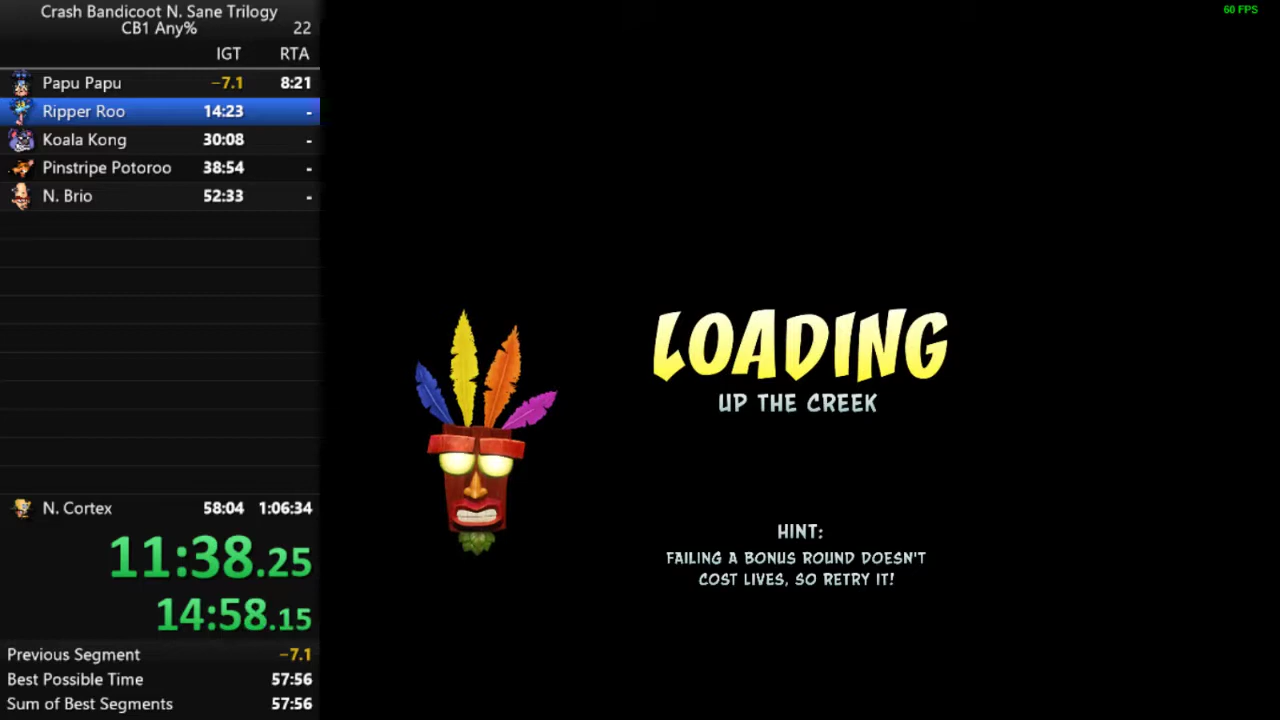 Crash Bandicoot N. Sane Trilogy
CB1 Any% 22
IGT RTA
Papu Papu −7.1 8:21
Ripper Roo 14:23 -
Koala Kong 30:08 -
Pinstripe Potoroo 38:54 -
N. Brio 52:33 -
N. Cortex 58:04 1:06:34
11:38.25
14:58.15
Previous Segment −7.1
Best Possible Time 57:56
Sum of Best Segments 57:56
60 FPS
LOADING
UP THE CREEK
HINT:
FAILING A BONUS ROUND DOESN'T
COST LIVES, SO RETRY IT!